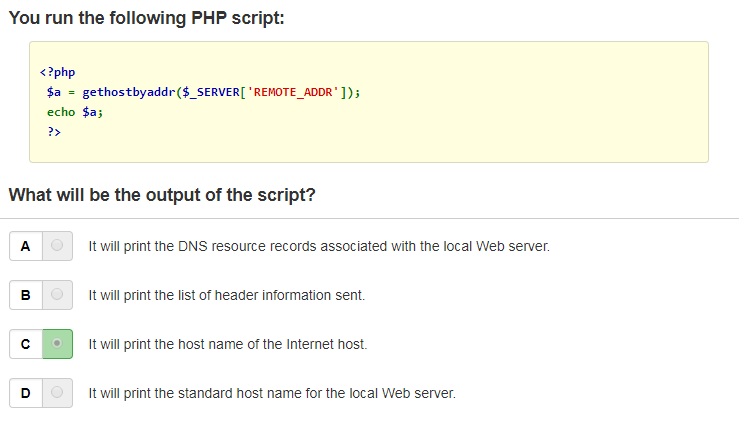 You run the following PHP script:
<?php
$a = gethostbyaddr($_SERVER['REMOTE_ADDR']);
echo $a;
?>
What will be the output of the script?
A It will print the DNS resource records associated with the local Web server.
B It will print the list of header information sent.
C It will print the host name of the Internet host.
D It will print the standard host name for the local Web server.